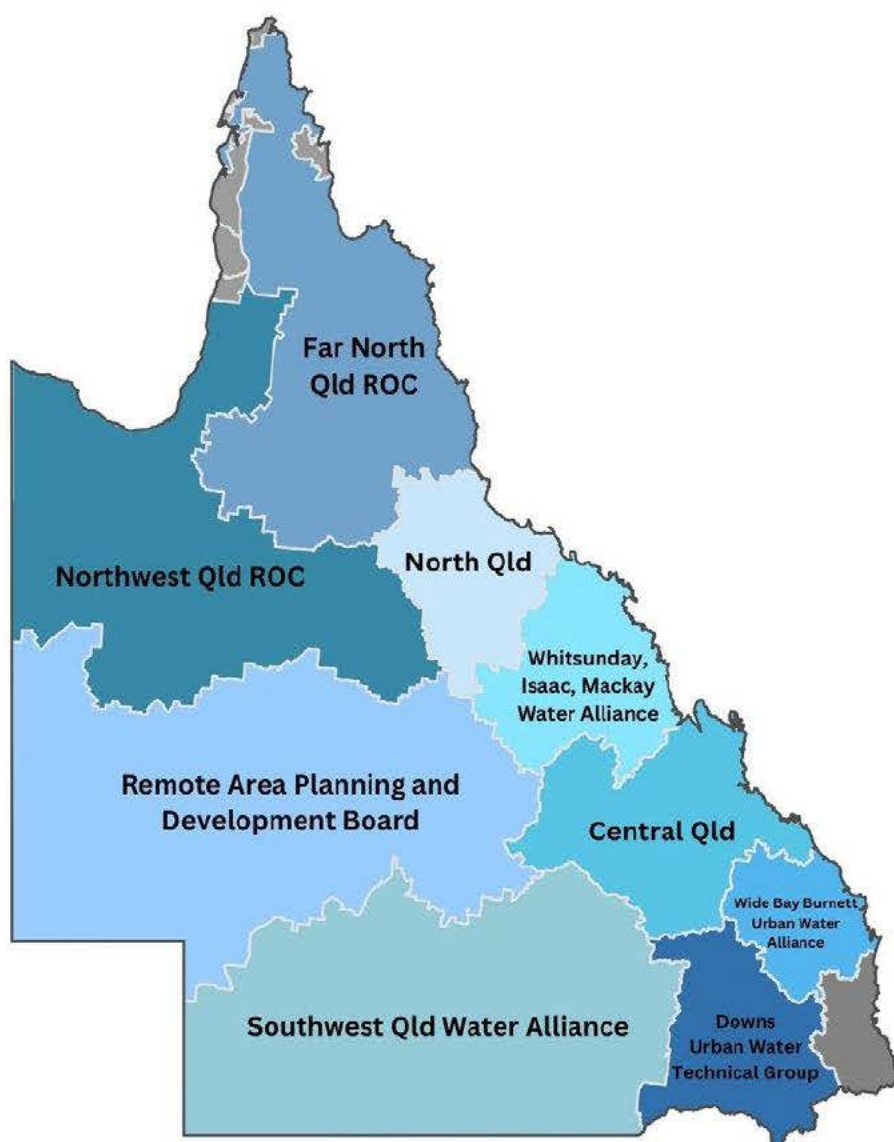 Far North
Qld ROC
Northwest Qld ROC
North Qld
Whitsunday,
Isaac, Mackay
Water Alliance
Remote Area Planning and
Development Board
Central Qld
Wide Bay Burnett
Urban Water
Alliance
Southwest Qld Water Alliance
Downs
Urban Water
Technical Group